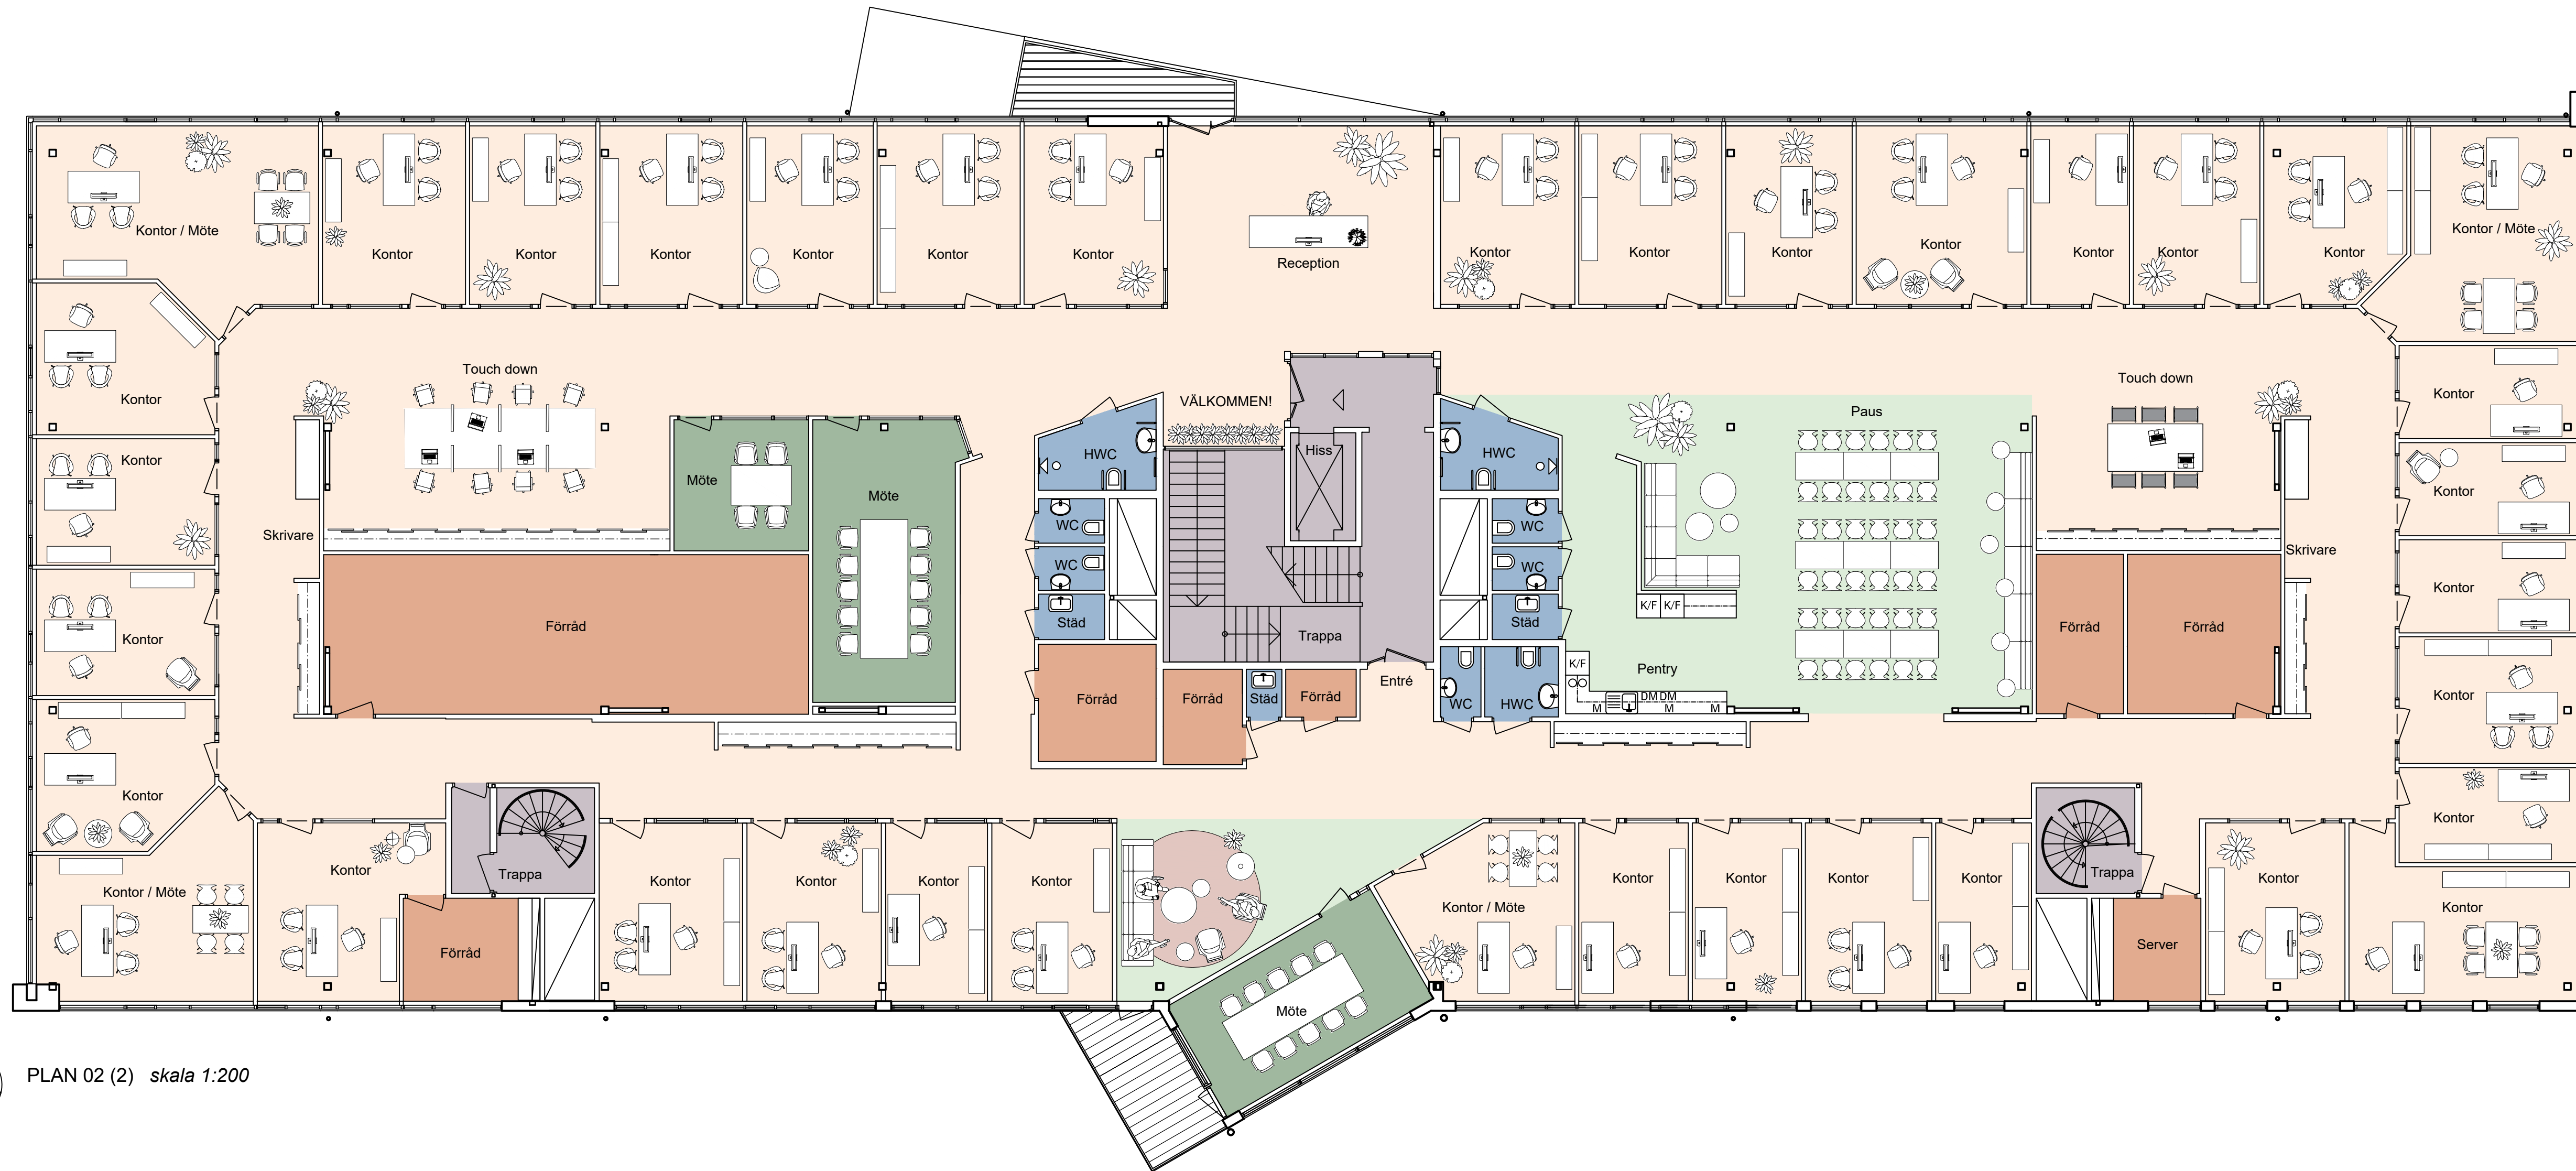 Kontor / Möte
Kontor
Kontor
Kontor
Kontor
Kontor
Kontor
Reception
Kontor
Kontor
Kontor
Kontor
Kontor
Kontor
Kontor
Kontor / Möte
Kontor
Touch down
VÄLKOMMEN!
Paus
Touch down
Kontor
Kontor
Möte
Möte
HWC
Hiss
HWC
Kontor
Skrivare
WC
WC
Skrivare
WC
WC
Kontor
Kontor
Förråd
Städ
Trappa
Städ
K/F
K/F
Förråd
Förråd
Kontor
Förråd
Förråd
Städ
Förråd
Entré
WC
HWC
K/F
Pentry
DM
DM
M
M
M
Kontor
Kontor
Kontor / Möte
Kontor
Trappa
Kontor
Kontor
Kontor
Kontor
Kontor / Möte
Kontor
Kontor
Kontor
Kontor
Trappa
Kontor
Kontor
Förråd
Server
Möte
PLAN 02 (2) skala 1:200